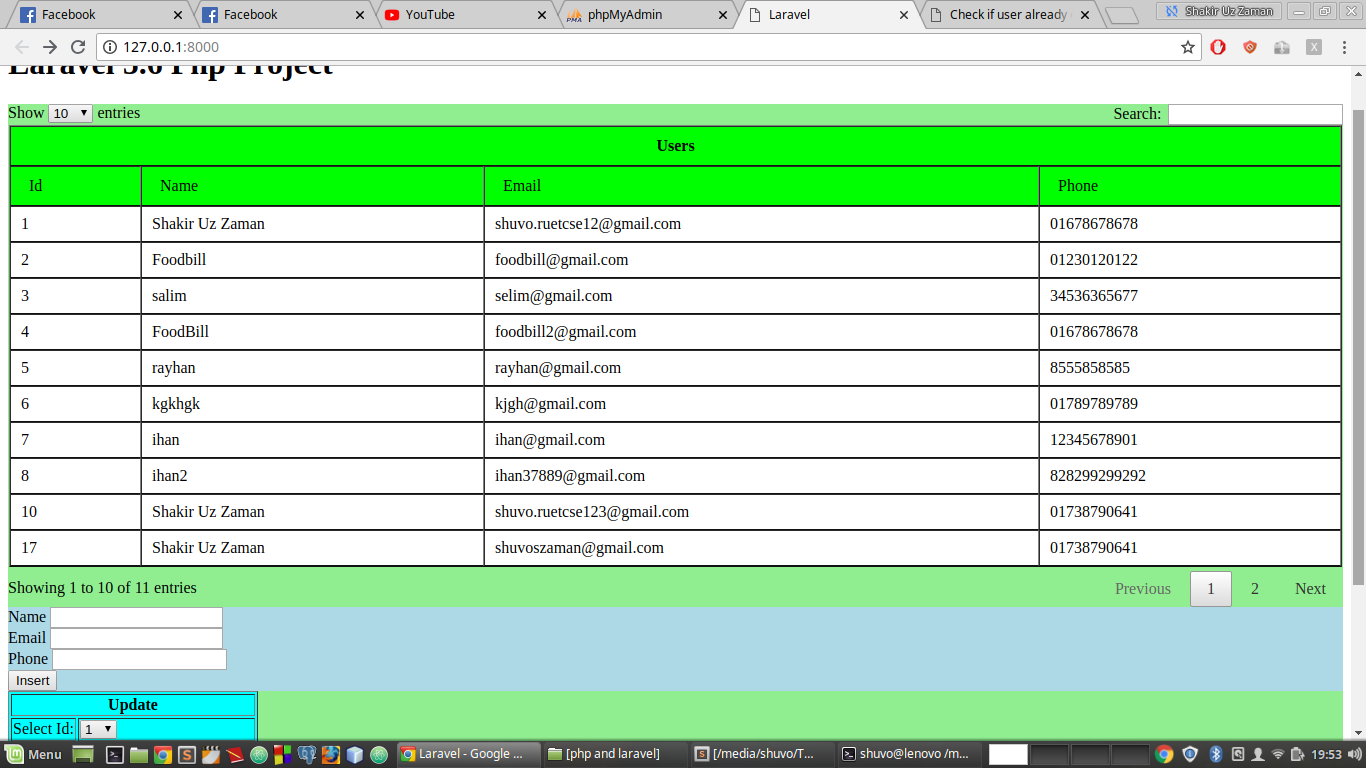 Facebook Facebook YouTube phpMyAdmin Laravel Check if user already Shakir Uz Zaman
127.0.0.1:8000
Laravel 5.6 Php Project
Show 10 entries Search:
Users
Id Name Email Phone
1 Shakir Uz Zaman shuvo.ruetcse12@gmail.com 01678678678
2 Foodbill foodbill@gmail.com 01230120122
3 salim selim@gmail.com 34536365677
4 FoodBill foodbill2@gmail.com 01678678678
5 rayhan rayhan@gmail.com 8555858585
6 kgkhgk kjgh@gmail.com 01789789789
7 ihan ihan@gmail.com 12345678901
8 ihan2 ihan37889@gmail.com 828299299292
10 Shakir Uz Zaman shuvo.ruetcse123@gmail.com 01738790641
17 Shakir Uz Zaman shuvoszaman@gmail.com 01738790641
Showing 1 to 10 of 11 entries Previous 1 2 Next
Name
Email
Phone
Insert
Update
Select Id: 1
Menu Laravel - Google ... [php and laravel] [/media/shuvo/T... shuvo@lenovo /m... 19:53